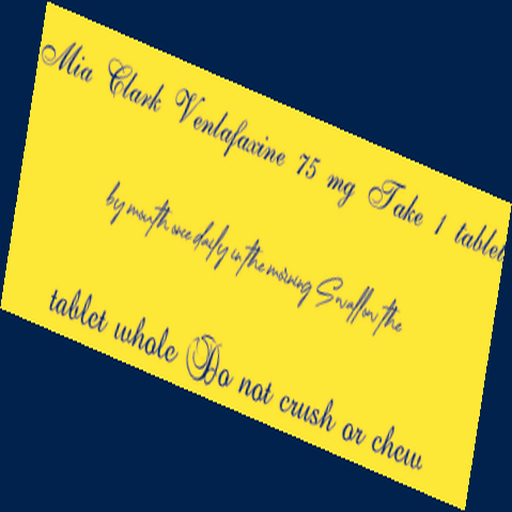 Mia Clark Venlafaxine 75 mg Take 1 tablet
by mouth once daily in the morning Swallow the
tablet whole Do not crush or chew